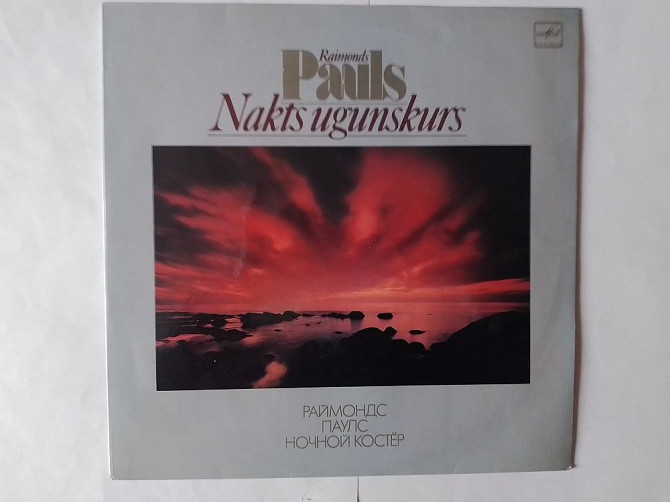 Raimonds
Pauls
Nakts ugunskurs
РАЙМОНДС
ПАУЛС
НОЧНОЙ КОСТЁР